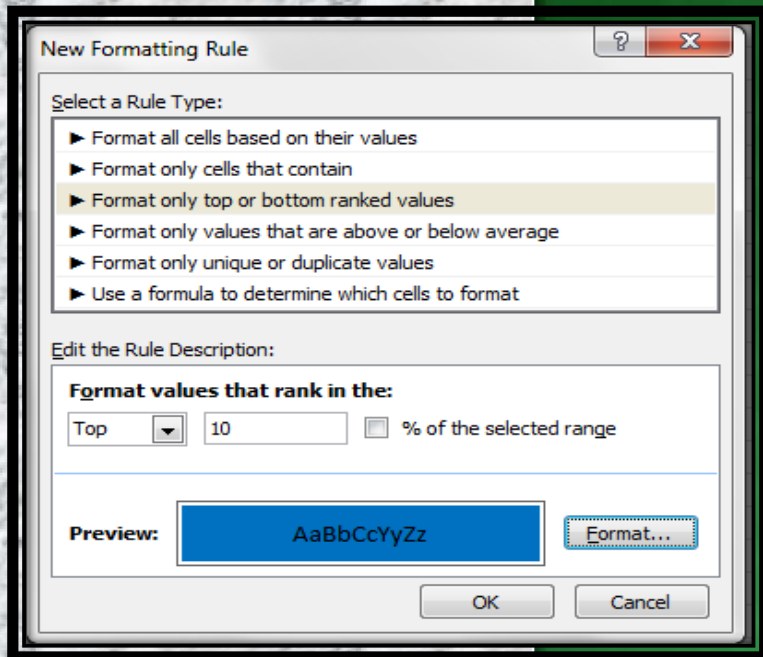 New Formatting Rule
?
Select a Rule Type:
► Format all cells based on their values
► Format only cells that contain
► Format only top or bottom ranked values
► Format only values that are above or below average
► Format only unique or duplicate values
► Use a formula to determine which cells to format
Edit the Rule Description:
Format values that rank in the:
Top 10 % of the selected range
Preview: AaBbCcYyZz Format...
OK Cancel